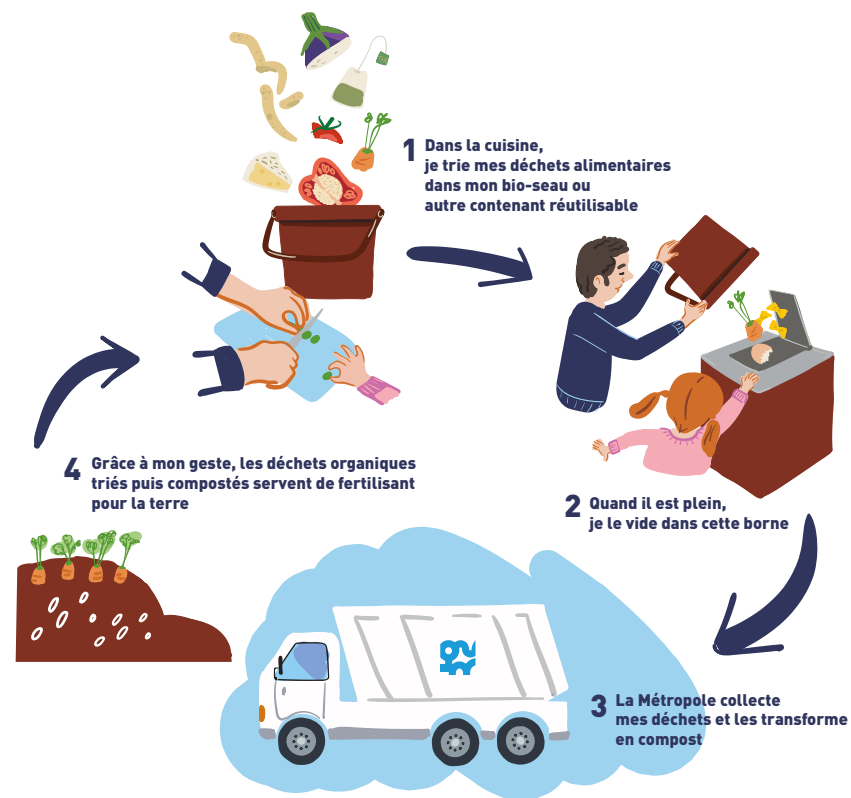 1 Dans la cuisine,
je trie mes déchets alimentaires
dans mon bio-seau ou
autre contenant réutilisable
2 Quand il est plein,
je le vide dans cette borne
3 La Métropole collecte
mes déchets et les transforme
en compost
4 Grâce à mon geste, les déchets organiques
triés puis compostés servent de fertilisant
pour la terre